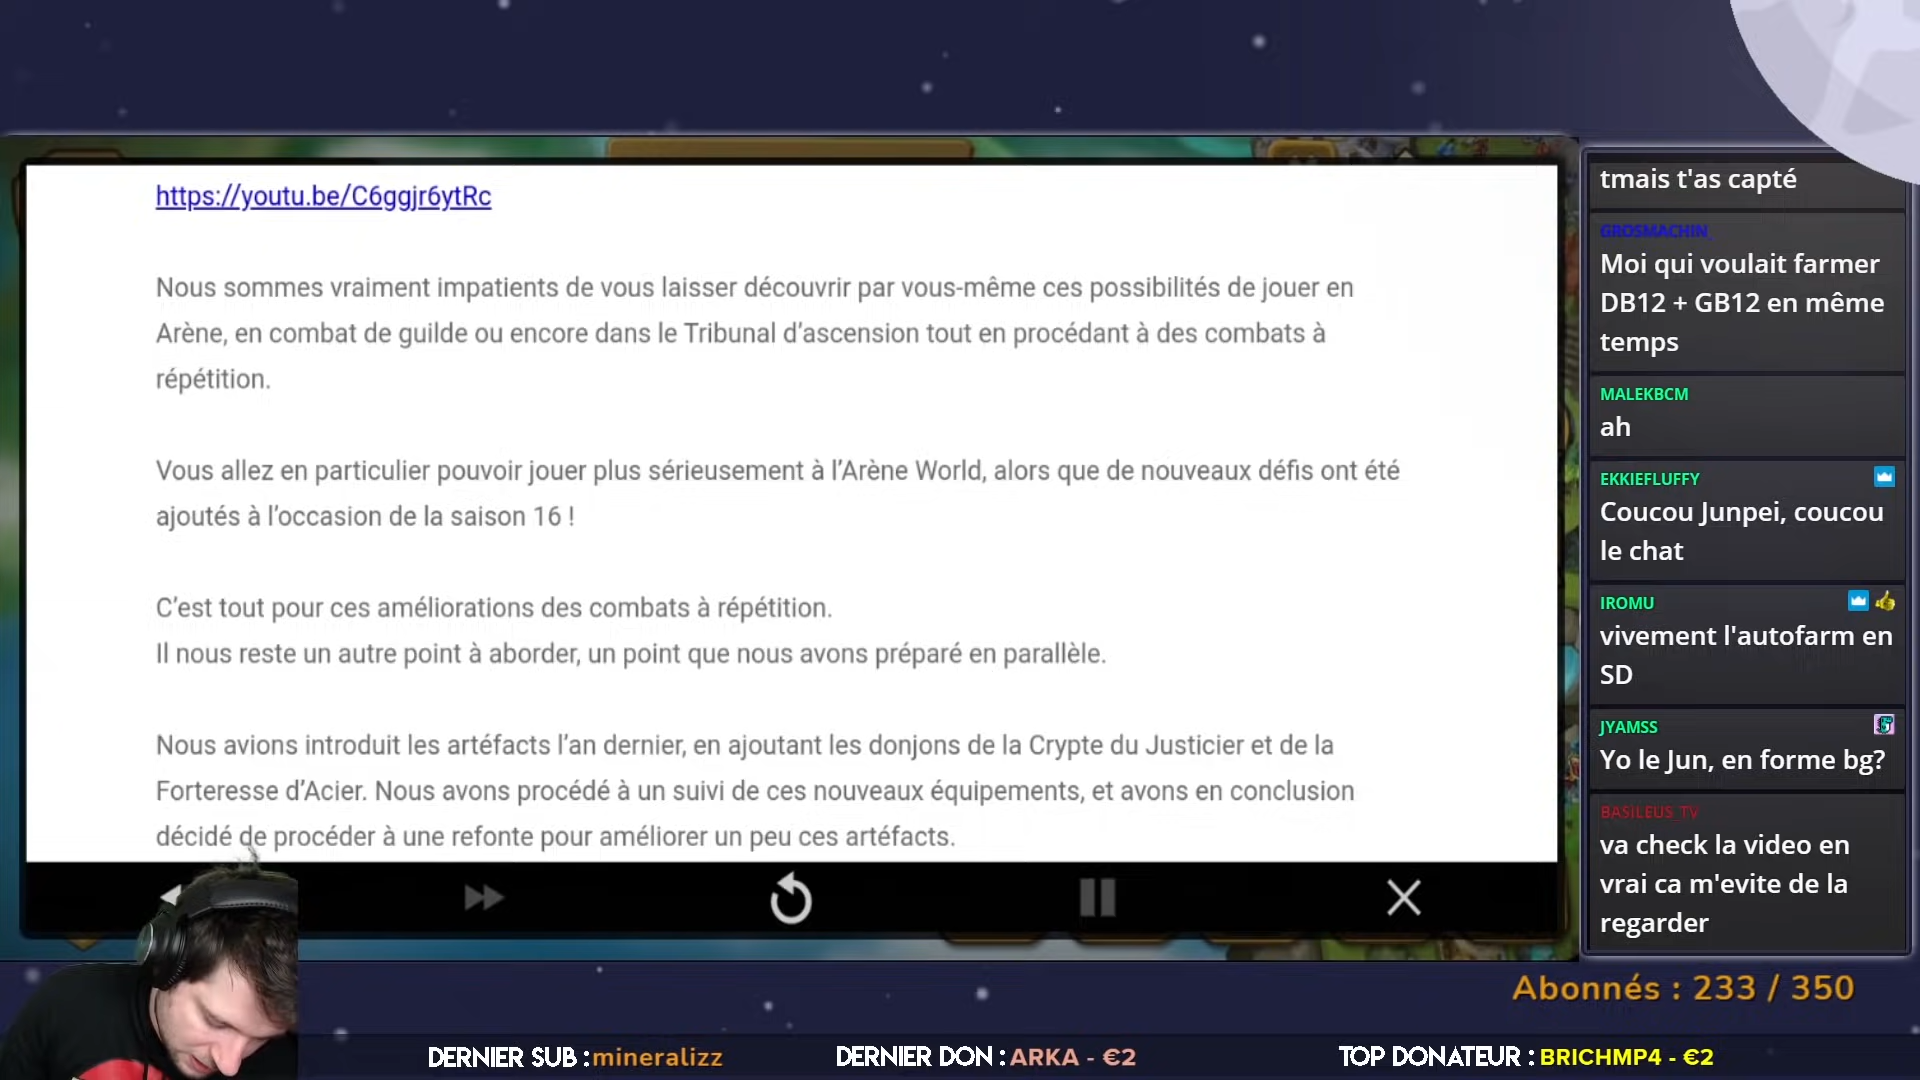 https://youtu.be/C6ggjr6ytRc
Nous sommes vraiment impatients de vous laisser découvrir par vous-même ces possibilités de jouer en
Arène, en combat de guilde ou encore dans le Tribunal d’ascension tout en procédant à des combats à
répétition.
Vous allez en particulier pouvoir jouer plus sérieusement à l’Arène World, alors que de nouveaux défis ont été
ajoutés à l’occasion de la saison 16 !
C’est tout pour ces améliorations des combats à répétition.
Il nous reste un autre point à aborder, un point que nous avons préparé en parallèle.
Nous avions introduit les artéfacts l’an dernier, en ajoutant les donjons de la Crypte du Justicier et de la
Forteresse d’Acier. Nous avons procédé à un suivi de ces nouveaux équipements, et avons en conclusion
décidé de procéder à une refonte pour améliorer un peu ces artéfacts.
tmais t'as capté
GROSMACHIN_
Moi qui voulait farmer
DB12 + GB12 en même
temps
MALEKBCM
ah
EKKIEFLUFFY
Coucou Junpei, coucou
le chat
IROMU
vivement l'autofarm en
SD
JYAMSS
Yo le Jun, en forme bg?
BASILEUS_TV
va check la video en
vrai ca m'evite de la
regarder
Abonnés : 233 / 350
DERNIER SUB : mineralizz
DERNIER DON : ARKA - €2
TOP DONATEUR : BRICHMP4 - €2